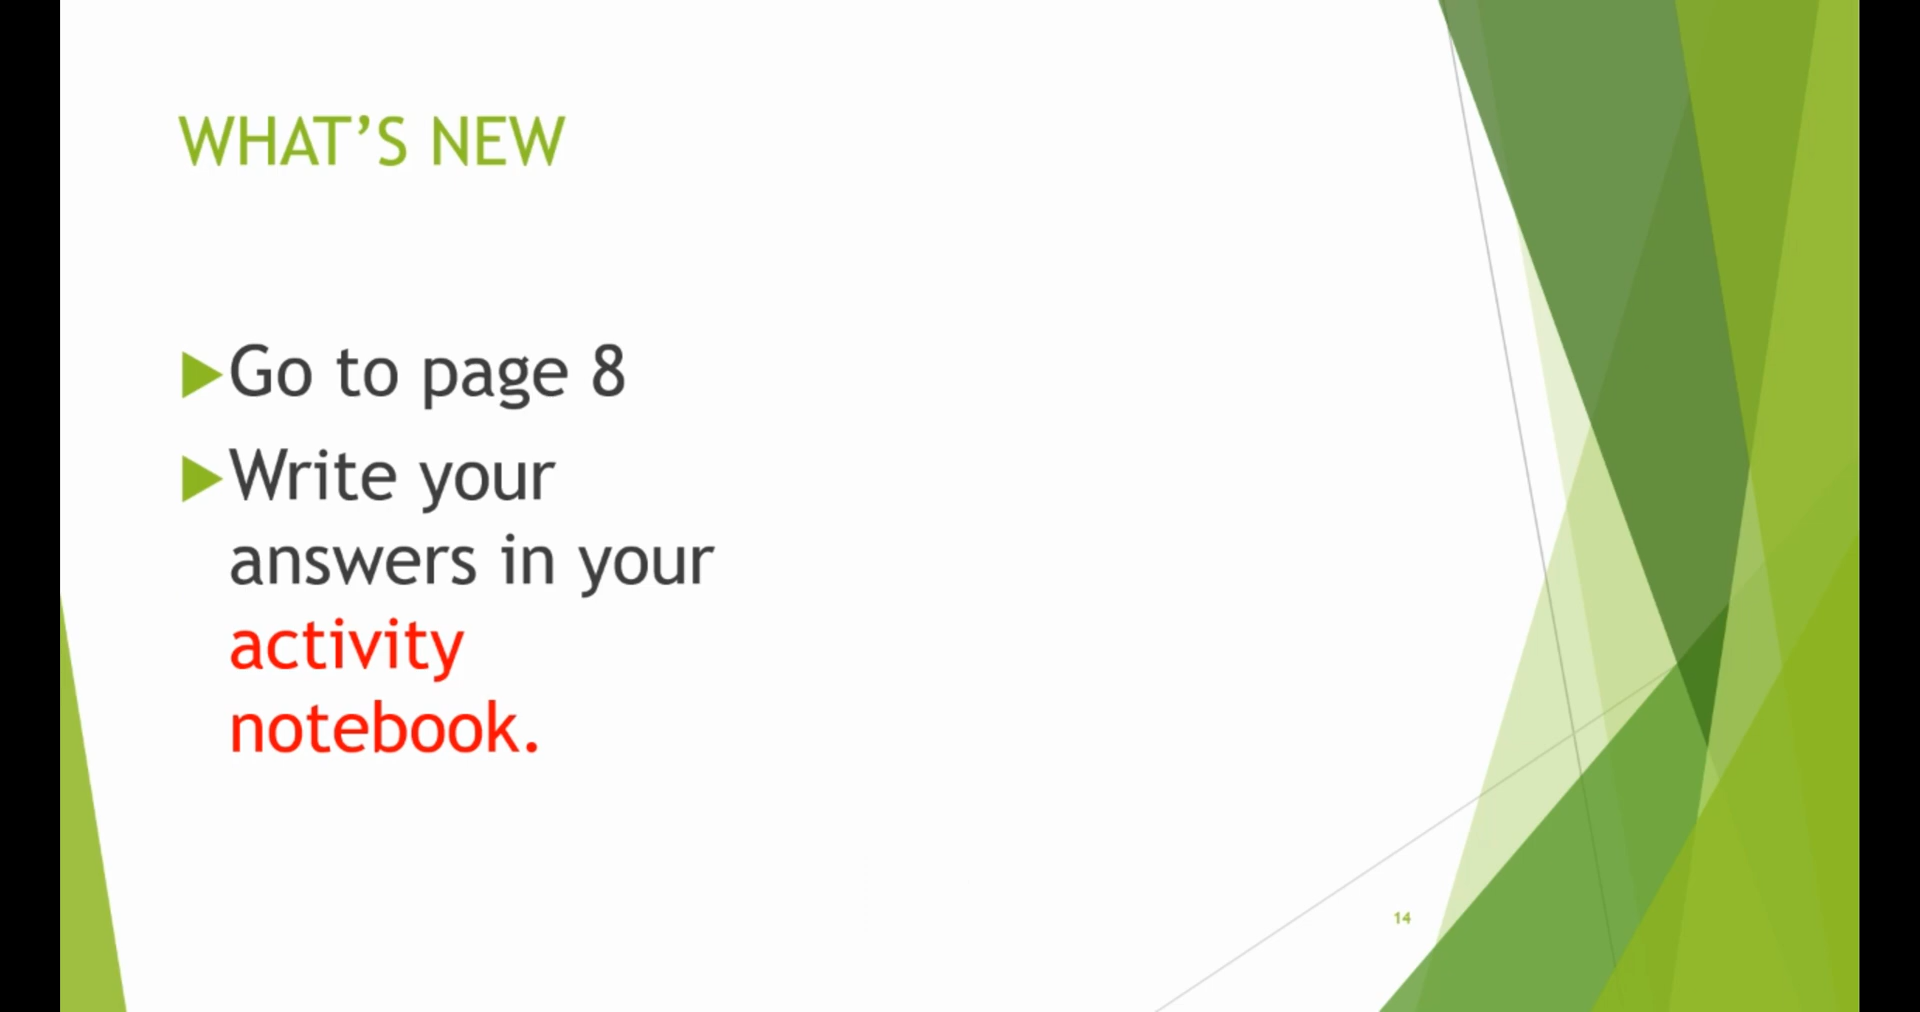 WHAT’S NEW
Go to page 8
Write your
answers in your
activity
notebook.
14